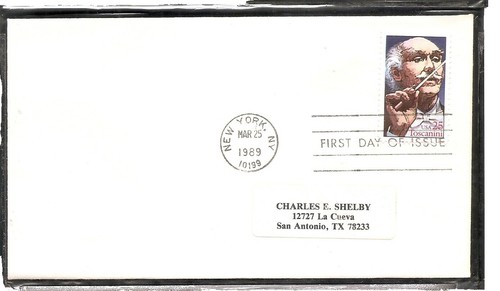 USA 25
Toscanini
NEW YORK, NY
MAR 25
1989
10199
FIRST DAY OF ISSUE
CHARLES E. SHELBY
12727 La Cueva
San Antonio, TX 78233